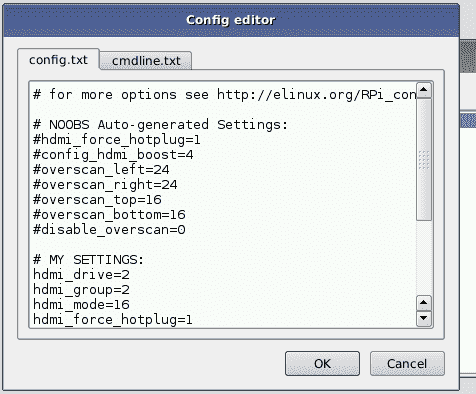 Config editor
config.txt
cmdline.txt
# for more options see http://elinux.org/RPi_con
# NOOBS Auto-generated Settings:
#hdmi_force_hotplug=1
#config_hdmi_boost=4
#overscan_left=24
#overscan_right=24
#overscan_top=16
#overscan_bottom=16
#disable_overscan=0
# MY SETTINGS:
hdmi_drive=2
hdmi_group=2
hdmi_mode=16
hdmi_force_hotplug=1
OK
Cancel